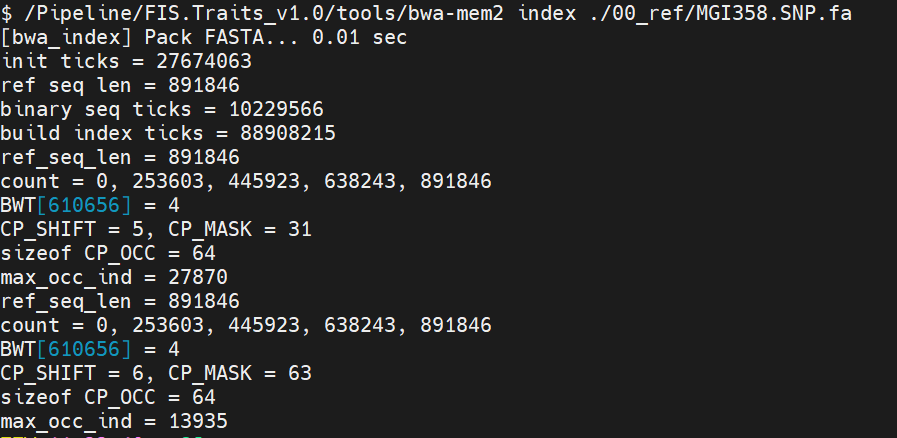 $ /Pipeline/FIS.Traits_v1.0/tools/bwa-mem2 index ./00_ref/MGI358.SNP.fa
[bwa_index] Pack FASTA... 0.01 sec
init ticks = 27674063
ref seq len = 891846
binary seq ticks = 10229566
build index ticks = 88908215
ref_seq_len = 891846
count = 0, 253603, 445923, 638243, 891846
BWT[610656] = 4
CP_SHIFT = 5, CP_MASK = 31
sizeof CP_OCC = 64
max_occ_ind = 27870
ref_seq_len = 891846
count = 0, 253603, 445923, 638243, 891846
BWT[610656] = 4
CP_SHIFT = 6, CP_MASK = 63
sizeof CP_OCC = 64
max_occ_ind = 13935